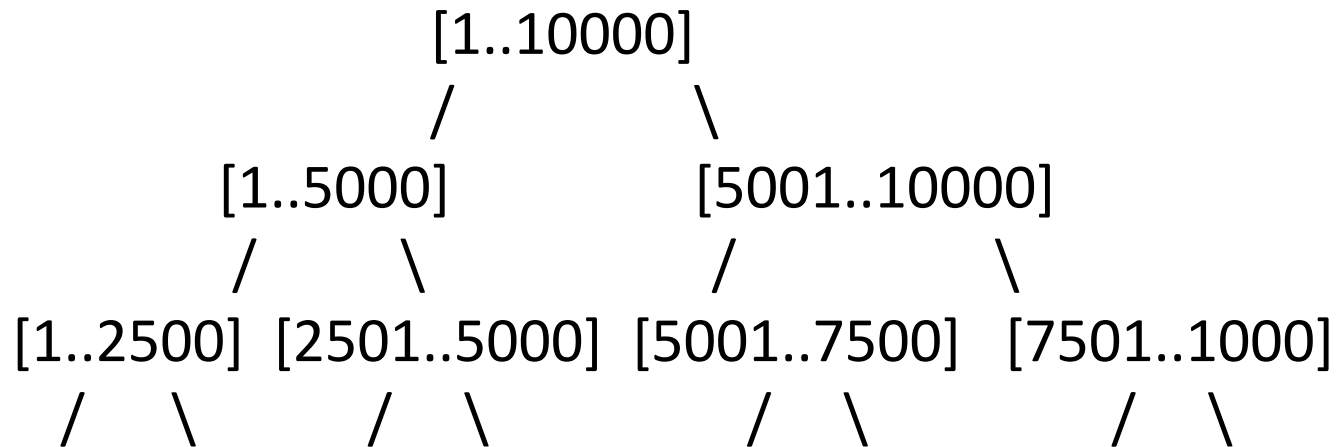 [1..10000]
/ \
[1..5000] [5001..10000]
/ \ / \
[1..2500] [2501..5000] [5001..7500] [7501..1000]
/ \ / \ / \ / \